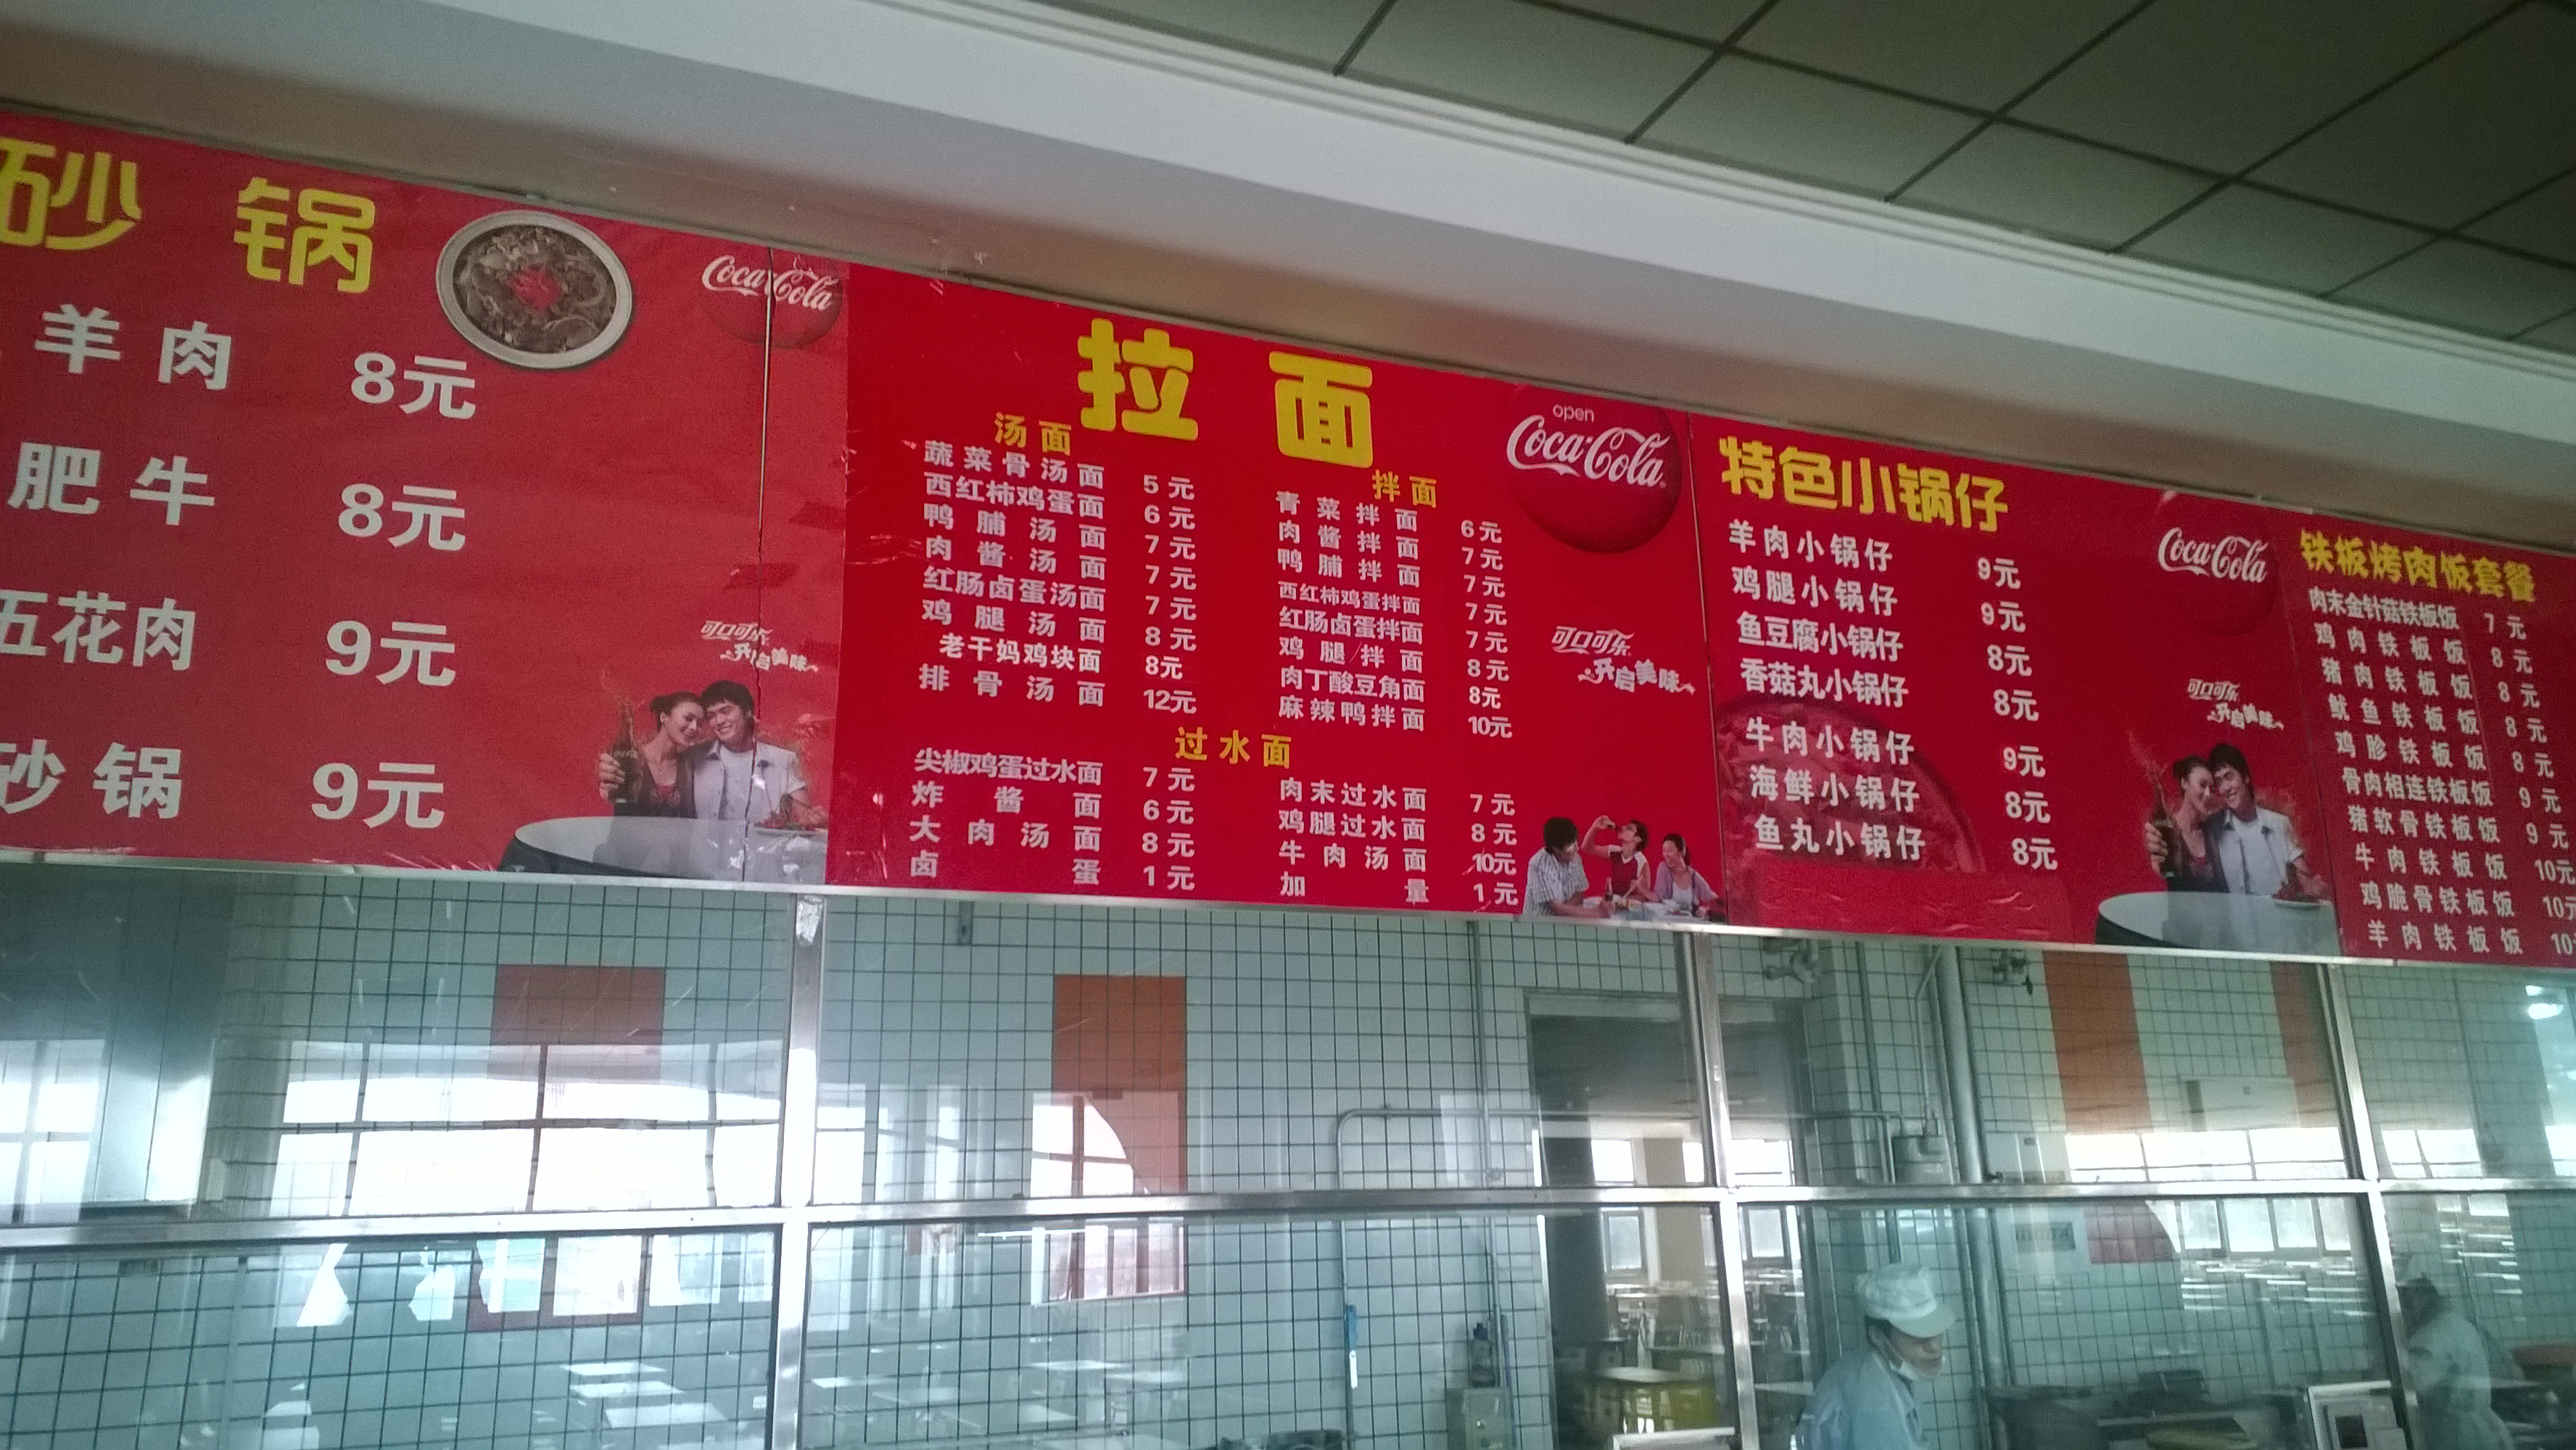 砂锅
羊肉 8元
肥牛 8元
五花肉 9元
砂锅 9元
Coca-Cola
可口可乐
开启美味
拉面
汤面
蔬菜骨汤面 5元
西红柿鸡蛋面 6元
鸭脯汤面 7元
肉酱汤面 7元
红肠卤蛋汤面 7元
鸡腿汤面 8元
老干妈鸡块面 8元
排骨汤面 12元
拌面
青菜拌面 6元
肉酱拌面 7元
鸭脯拌面 7元
西红柿鸡蛋拌面 7元
红肠卤蛋拌面 7元
鸡腿拌面 8元
肉丁酸豆角面 8元
麻辣鸭拌面 10元
过水面
尖椒鸡蛋过水面 7元
炸酱面 6元
大肉汤面 8元
卤蛋 1元
肉末过水面 7元
鸡腿过水面 8元
牛肉汤面 10元
加量 1元
open
Coca-Cola
可口可乐
开启美味
特色小锅仔
羊肉小锅仔 9元
鸡腿小锅仔 9元
鱼豆腐小锅仔 8元
香菇丸小锅仔 8元
牛肉小锅仔 9元
海鲜小锅仔 8元
鱼丸小锅仔 8元
Coca-Cola
可口可乐
开启美味
铁板烤肉饭套餐
肉末金针菇铁板饭 7元
鸡肉铁板饭 8元
猪肉铁板饭 8元
鱿鱼铁板饭 8元
鸡胗铁板饭 8元
骨肉相连铁板饭 9元
猪软骨铁板饭 9元
牛肉铁板饭 10元
鸡脆骨铁板饭 10元
羊肉铁板饭 10